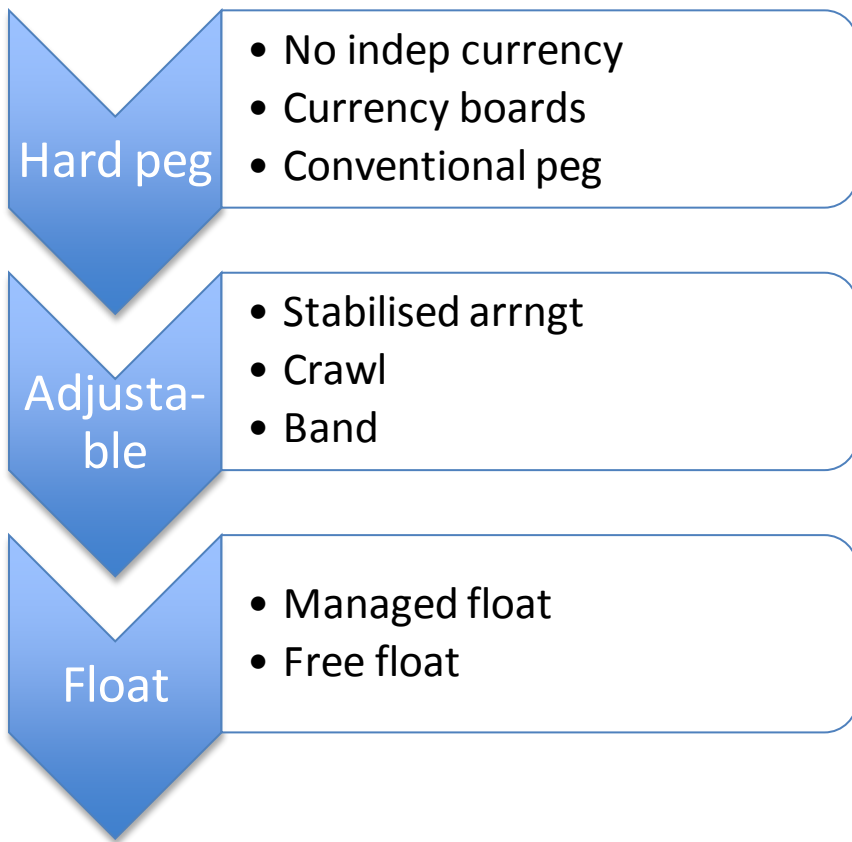 Hard peg
• No indep currency
• Currency boards
• Conventional peg
Adjusta-
ble
• Stabilised arrngt
• Crawl
• Band
Float
• Managed float
• Free float